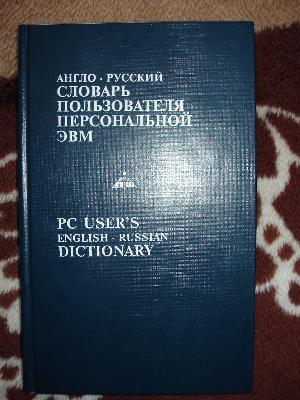 АНГЛО · РУССКИЙ
СЛОВАРЬ
ПОЛЬЗОВАТЕЛЯ
ПЕРСОНАЛЬНОЙ
ЭВМ
PC USER'S
ENGLISH · RUSSIAN
DICTIONARY